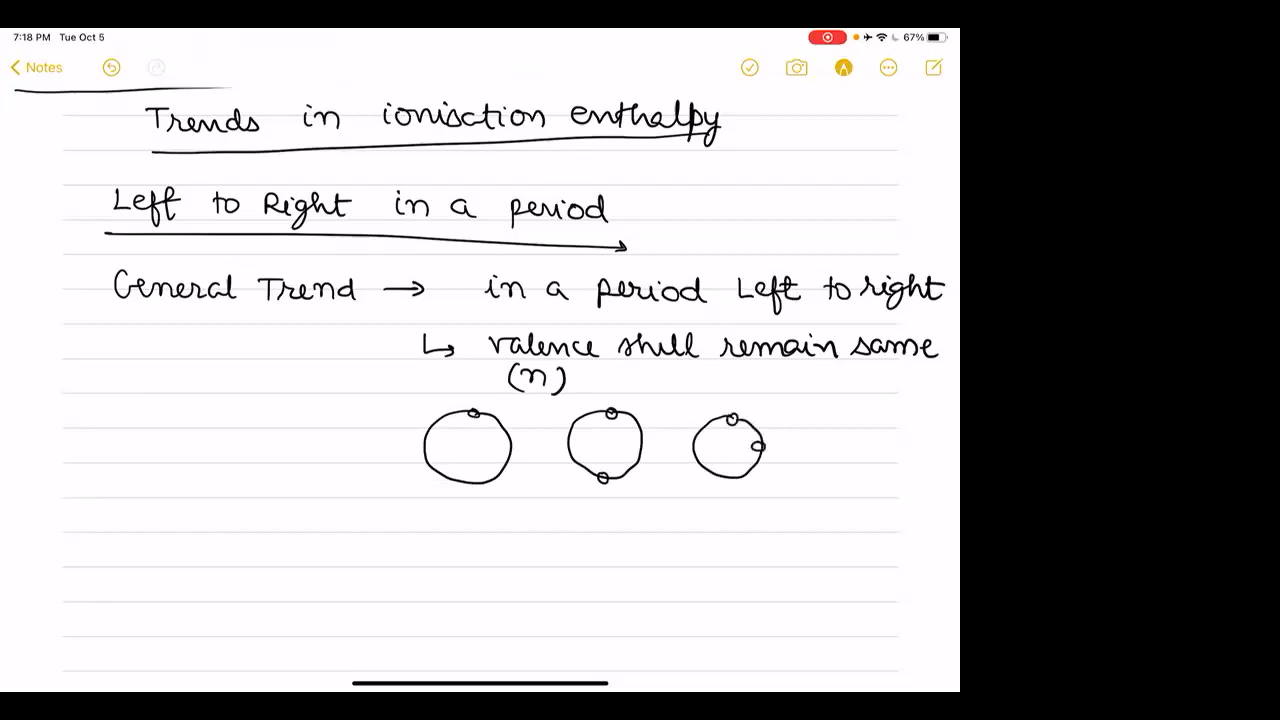 7:18 PM Tue Oct 5
67%
Notes
Trends in ionisction enthalpy
Left to Right in a period
General Trend → in a period Left to right
↳ valence shell remain same
(n)